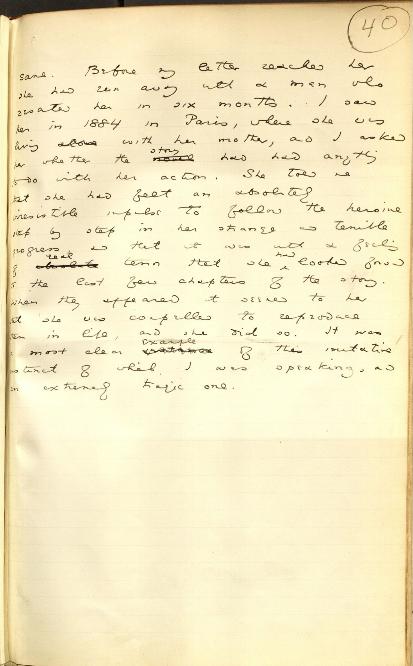 40
same. Before my letter reached her
she had run away with a man who
deserted her in six months. I saw
her in 1884 in Paris, where she was
living alone with her mother, and I asked
her whether the story novel had had anything
to do with her action. She told me
that she had felt an absolutely
irresistible impulse to follow the heroine
step by step in her strange and terrible
progress, and that it was with a feeling
of real absolute terror that she had looked forward
to the last few chapters of the story.
When they appeared it seemed to her
that she was compelled to reproduce
them in life, and she did so. It was
a most clear example instance of this imitative
instinct of which I was speaking, and
an extremely tragic one.